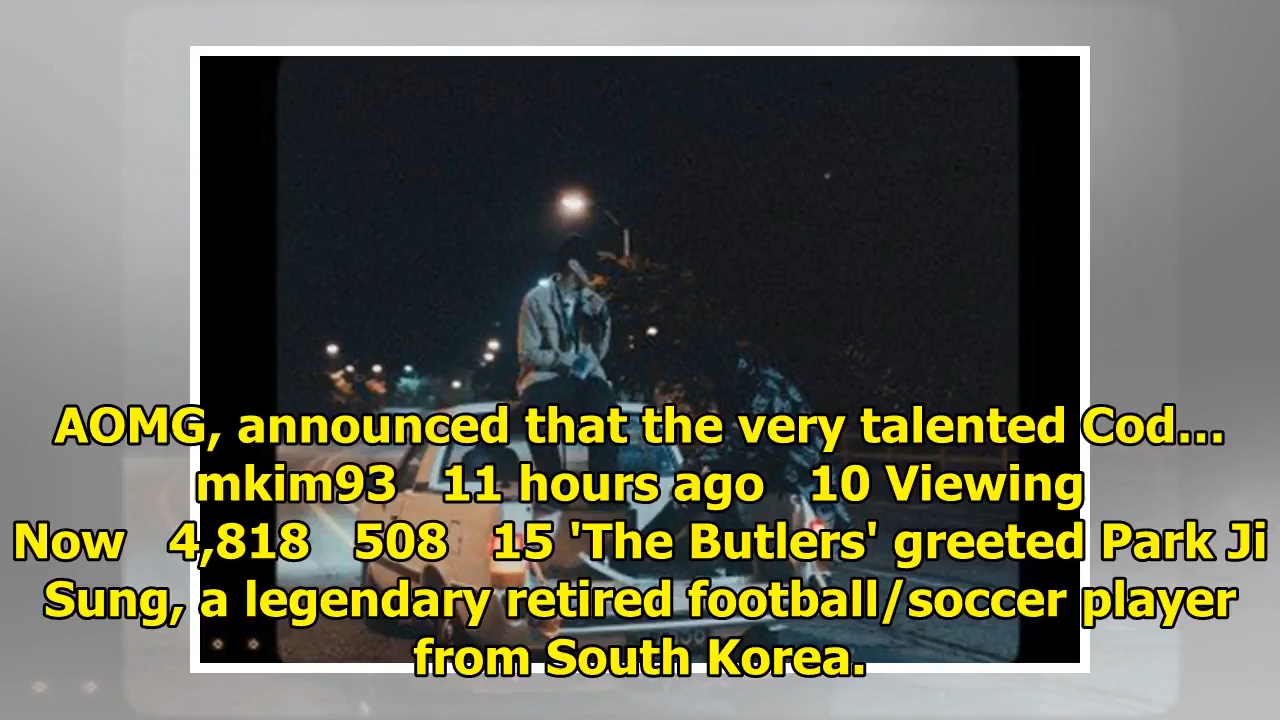 AOMG, announced that the very talented Cod...
mkim93 11 hours ago 10 Viewing
Now 4,818 508 15 'The Butlers' greeted Park Ji
Sung, a legendary retired football/soccer player
from South Korea.